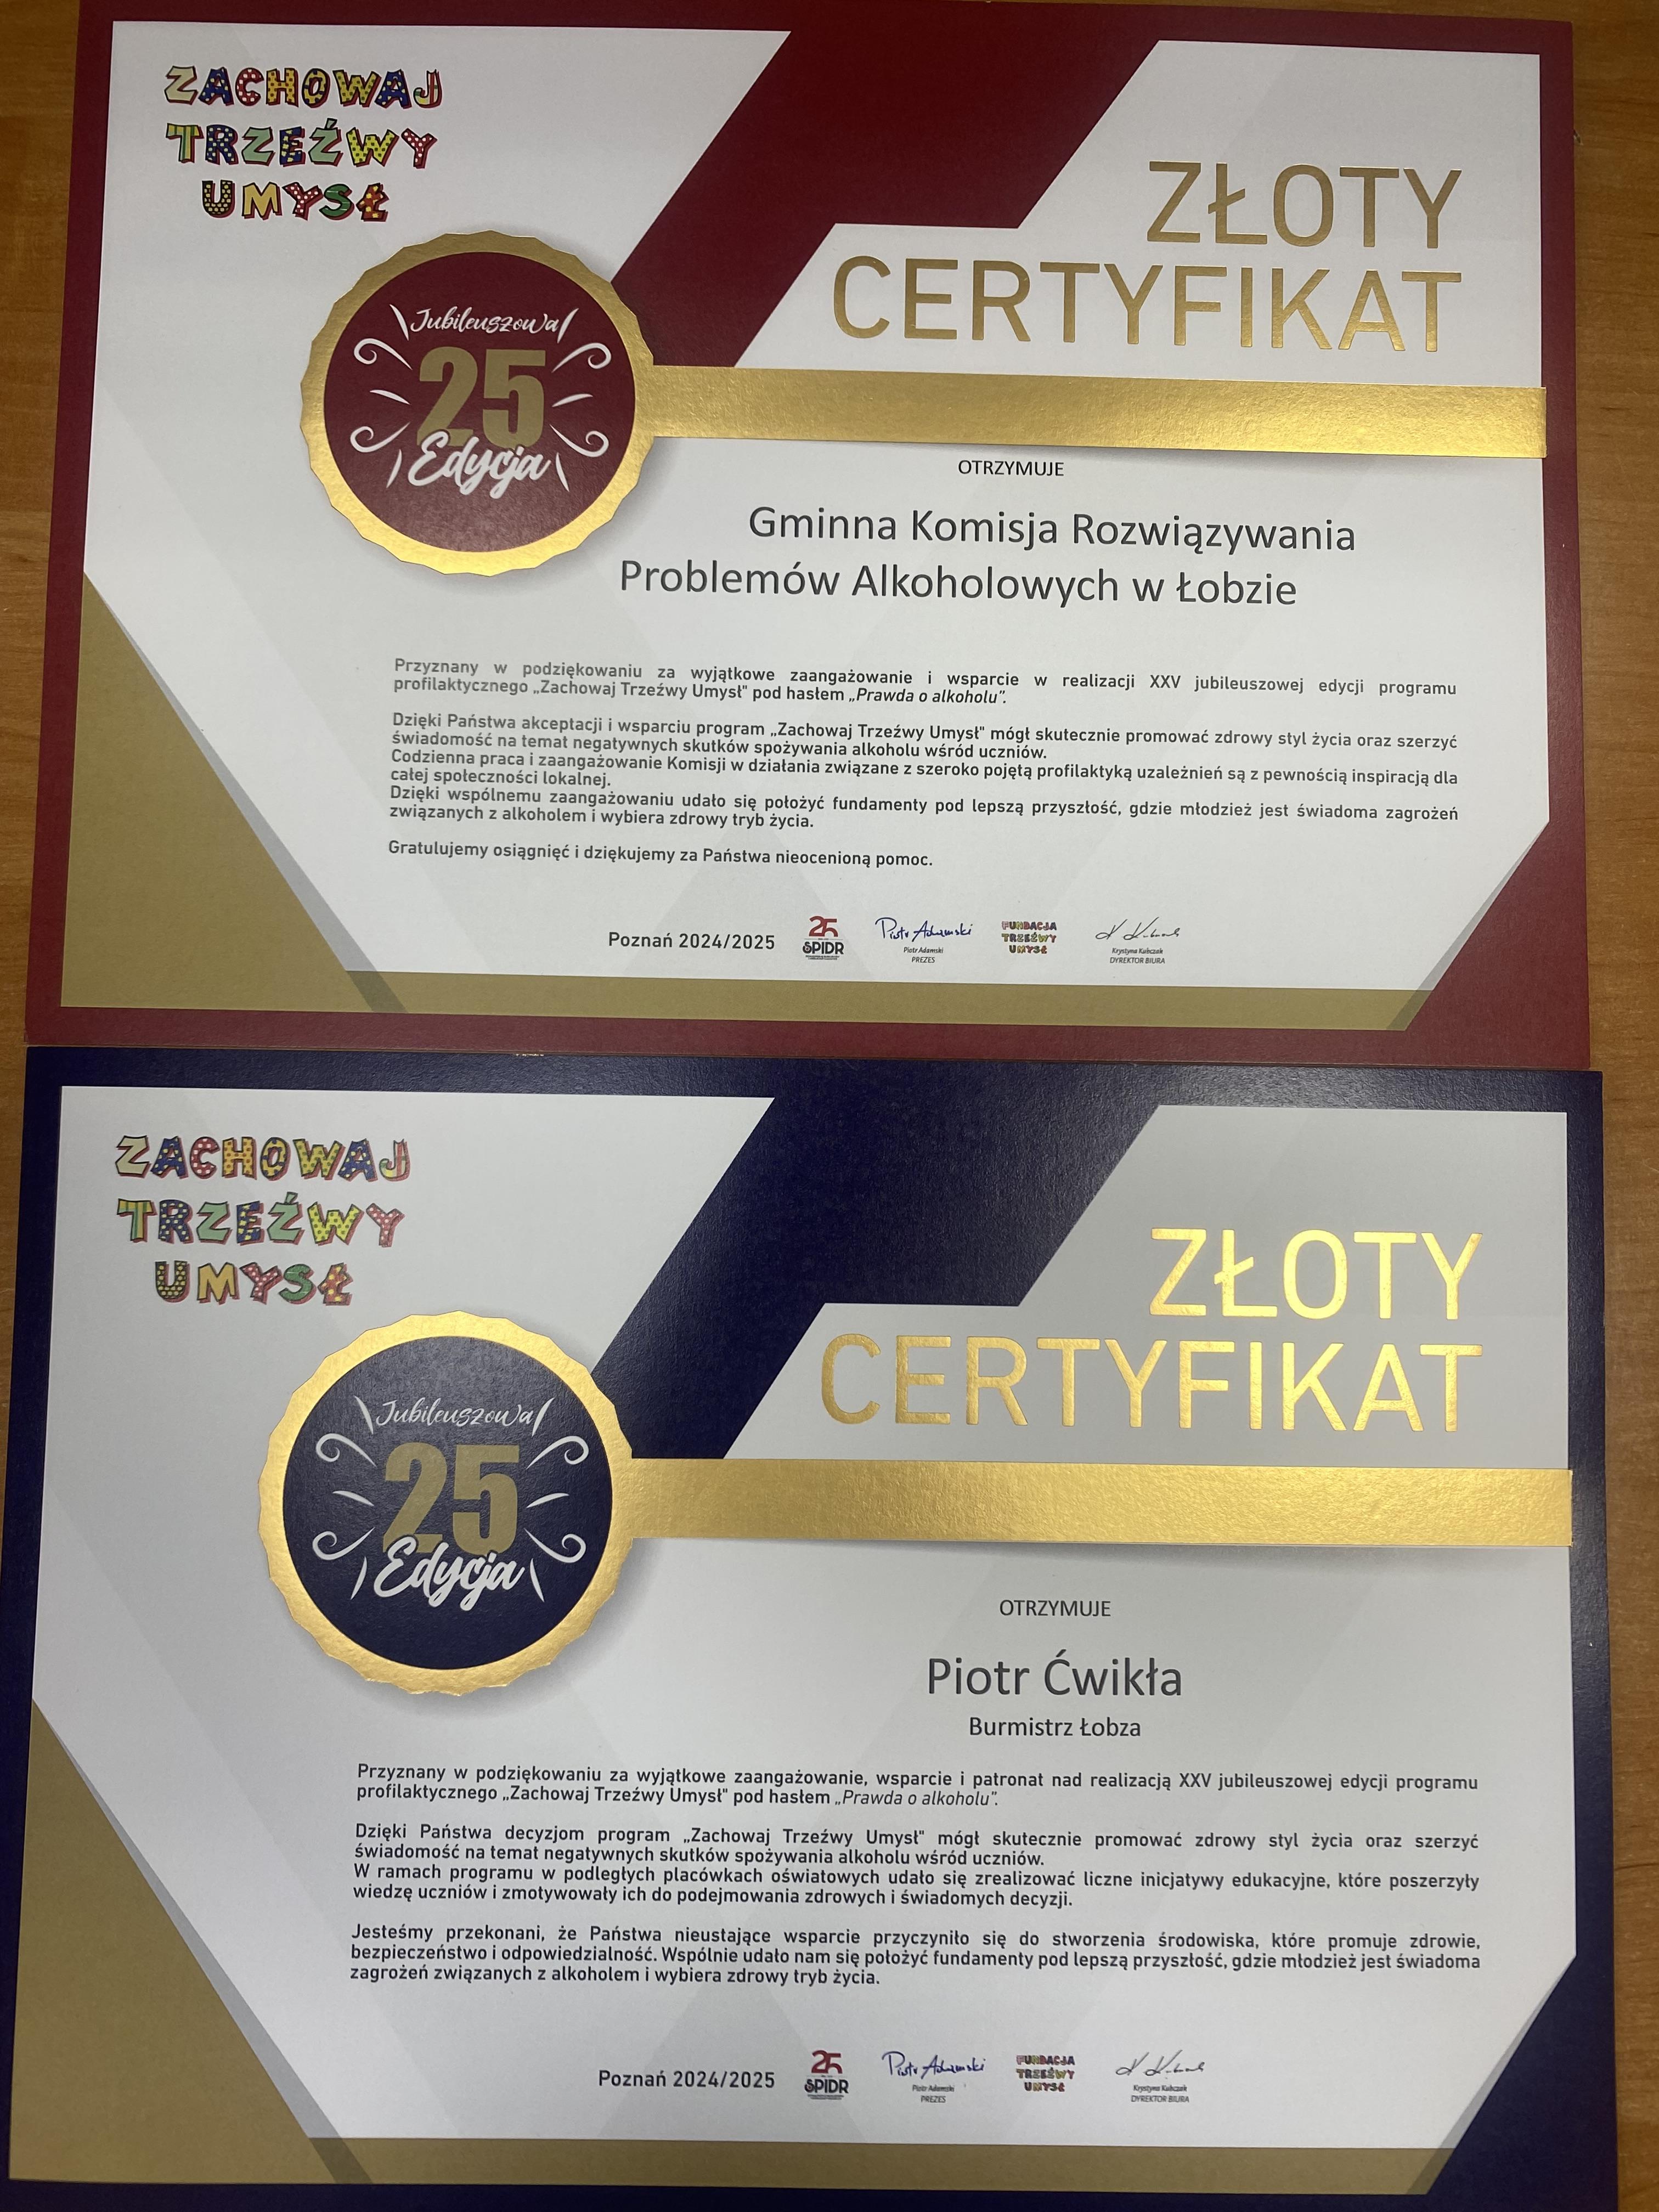 ZACHOWAJ
TRZEŹWY
UMYSŁ
ZŁOTY
CERTYFIKAT
Jubileuszowa
25
Edycja
OTRZYMUJE
Gminna Komisja Rozwiązywania
Problemów Alkoholowych w Łobzie
Przyznany w podziękowaniu za wyjątkowe zaangażowanie i wsparcie w realizacji XXV jubileuszowej edycji programu
profilaktycznego „Zachowaj Trzeźwy Umysł" pod hasłem „Prawda o alkoholu".
Dzięki Państwa akceptacji i wsparciu program „Zachowaj Trzeźwy Umysł" mógł skutecznie promować zdrowy styl życia oraz szerzyć
świadomość na temat negatywnych skutków spożywania alkoholu wśród uczniów.
Codzienna praca i zaangażowanie Komisji w działania związane z szeroko pojętą profilaktyką uzależnień są z pewnością inspiracją dla
całej społeczności lokalnej.
Dzięki wspólnemu zaangażowaniu udało się położyć fundamenty pod lepszą przyszłość, gdzie młodzież jest świadoma zagrożeń
związanych z alkoholem i wybiera zdrowy tryb życia.
Gratulujemy osiągnięć i dziękujemy za Państwa nieocenioną pomoc.
Poznań 2024/2025
25
SPIDR
Piotr Adamski
Piotr Adamski
PREZES
FUNDACJA
TRZEŹWY
UMYSŁ
Krystyna Kubczak
DYREKTOR BIURA
ZACHOWAJ
TRZEŹWY
UMYSŁ
ZŁOTY
CERTYFIKAT
Jubileuszowa
25
Edycja
OTRZYMUJE
Piotr Ćwikła
Burmistrz Łobza
Przyznany w podziękowaniu za wyjątkowe zaangażowanie, wsparcie i patronat nad realizacją XXV jubileuszowej edycji programu
profilaktycznego „Zachowaj Trzeźwy Umysł" pod hasłem „Prawda o alkoholu".
Dzięki Państwa decyzjom program „Zachowaj Trzeźwy Umysł" mógł skutecznie promować zdrowy styl życia oraz szerzyć
świadomość na temat negatywnych skutków spożywania alkoholu wśród uczniów.
W ramach programu w podległych placówkach oświatowych udało się zrealizować liczne inicjatywy edukacyjne, które poszerzyły
wiedzę uczniów i zmotywowały ich do podejmowania zdrowych i świadomych decyzji.
Jesteśmy przekonani, że Państwa nieustające wsparcie przyczyniło się do stworzenia środowiska, które promuje zdrowie,
bezpieczeństwo i odpowiedzialność. Wspólnie udało nam się położyć fundamenty pod lepszą przyszłość, gdzie młodzież jest świadoma
zagrożeń związanych z alkoholem i wybiera zdrowy tryb życia.
Poznań 2024/2025
25
SPIDR
Piotr Adamski
Piotr Adamski
PREZES
FUNDACJA
TRZEŹWY
UMYSŁ
Krystyna Kubczak
DYREKTOR BIURA